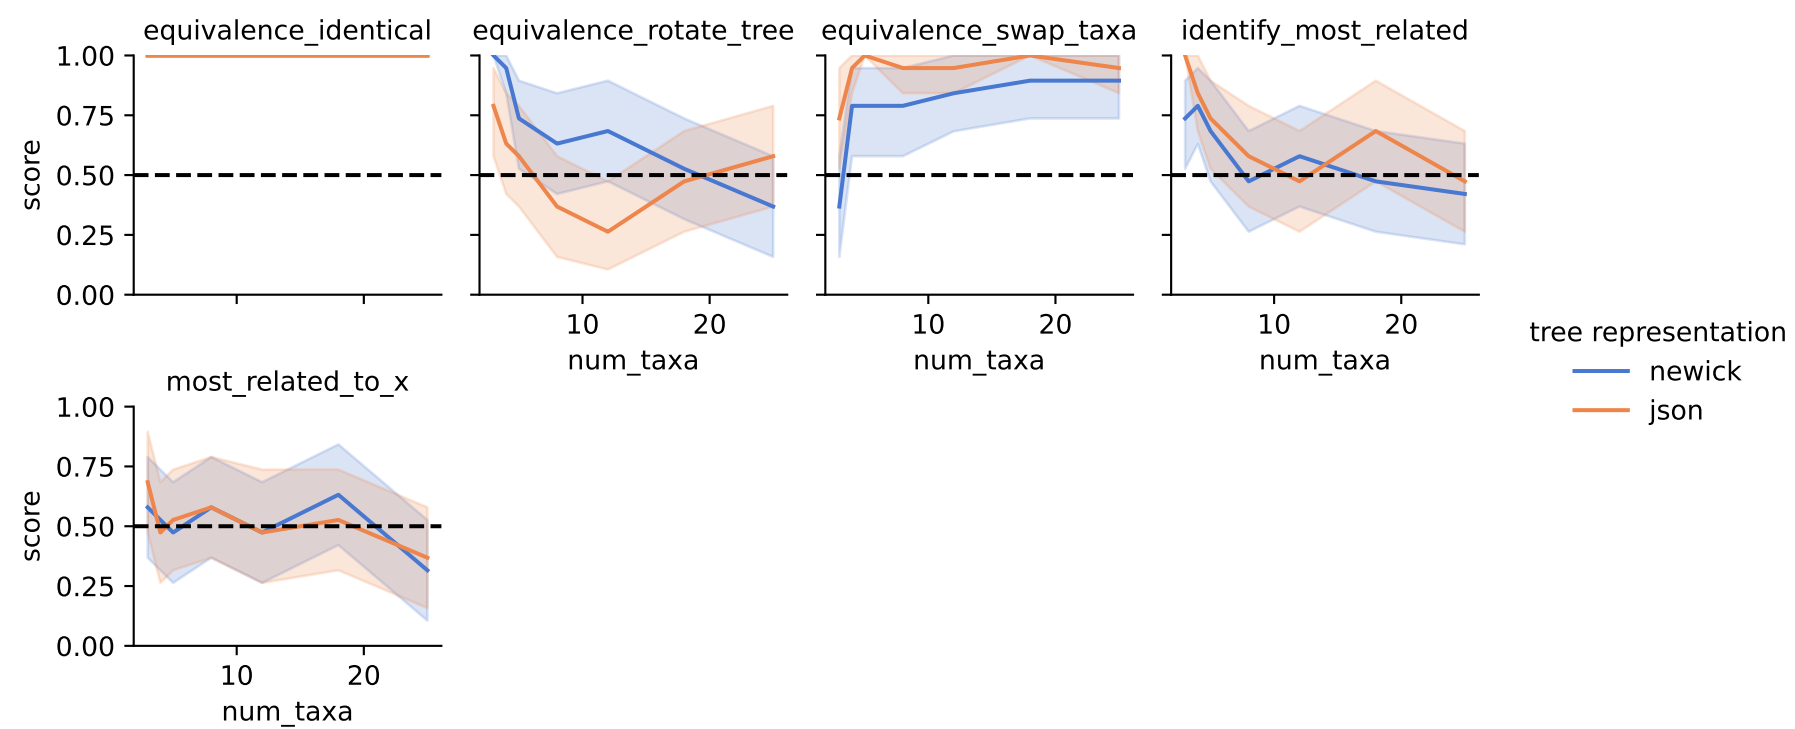 equivalence_identical
equivalence_rotate_tree
equivalence_swap_taxa
identify_most_related
score
1.00
0.75
0.50
0.25
0.00
10
20
num_taxa
10
20
num_taxa
10
20
num_taxa
tree representation
newick
json
most_related_to_x
score
1.00
0.75
0.50
0.25
0.00
10
20
num_taxa